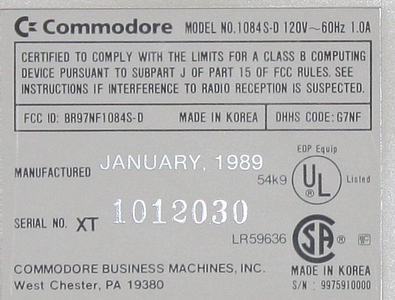 Commodore MODEL NO.1084S-D 120V~60Hz 1.0A
CERTIFIED TO COMPLY WITH THE LIMITS FOR A CLASS B COMPUTING
DEVICE PURSUANT TO SUBPART J OF PART 15 OF FCC RULES. SEE
INSTRUCTIONS IF INTERFERENCE TO RADIO RECEPTION IS SUSPECTED.
FCC ID: BR97NF1084S-D MADE IN KOREA DHHS CODE: G7NF
EDP Equip
MANUFACTURED JANUARY, 1989
54k9 UL ® Listed
SERIAL NO. XT 1012030
LR59636 SA ®
COMMODORE BUSINESS MACHINES, INC. MADE IN KOREA
West Chester, PA 19380 S/N : 9975910000